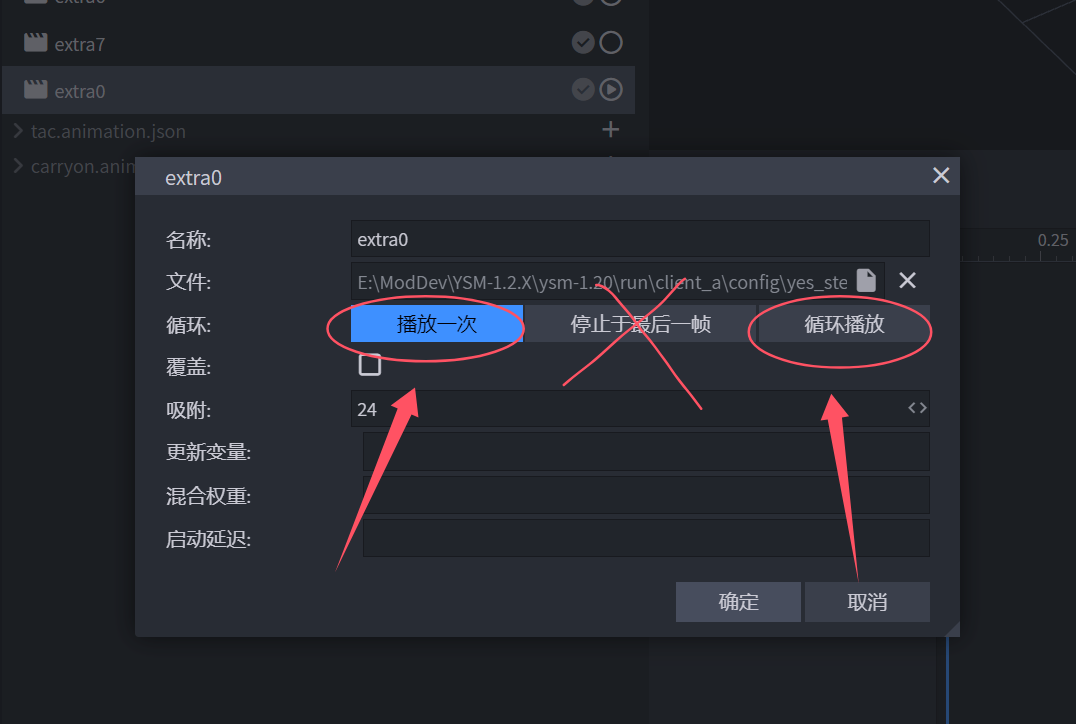 extra7
extra0
tac.animation.json
carryon.anim
extra0
0.25
名称:
extra0
文件:
E:\ModDev\YSM-1.2.X\ysm-1.20\run\client_a\config\yes_ste
循环:
播放一次
停止于最后一帧
循环播放
覆盖:
吸附:
24
更新变量:
混合权重:
启动延迟:
确定
取消